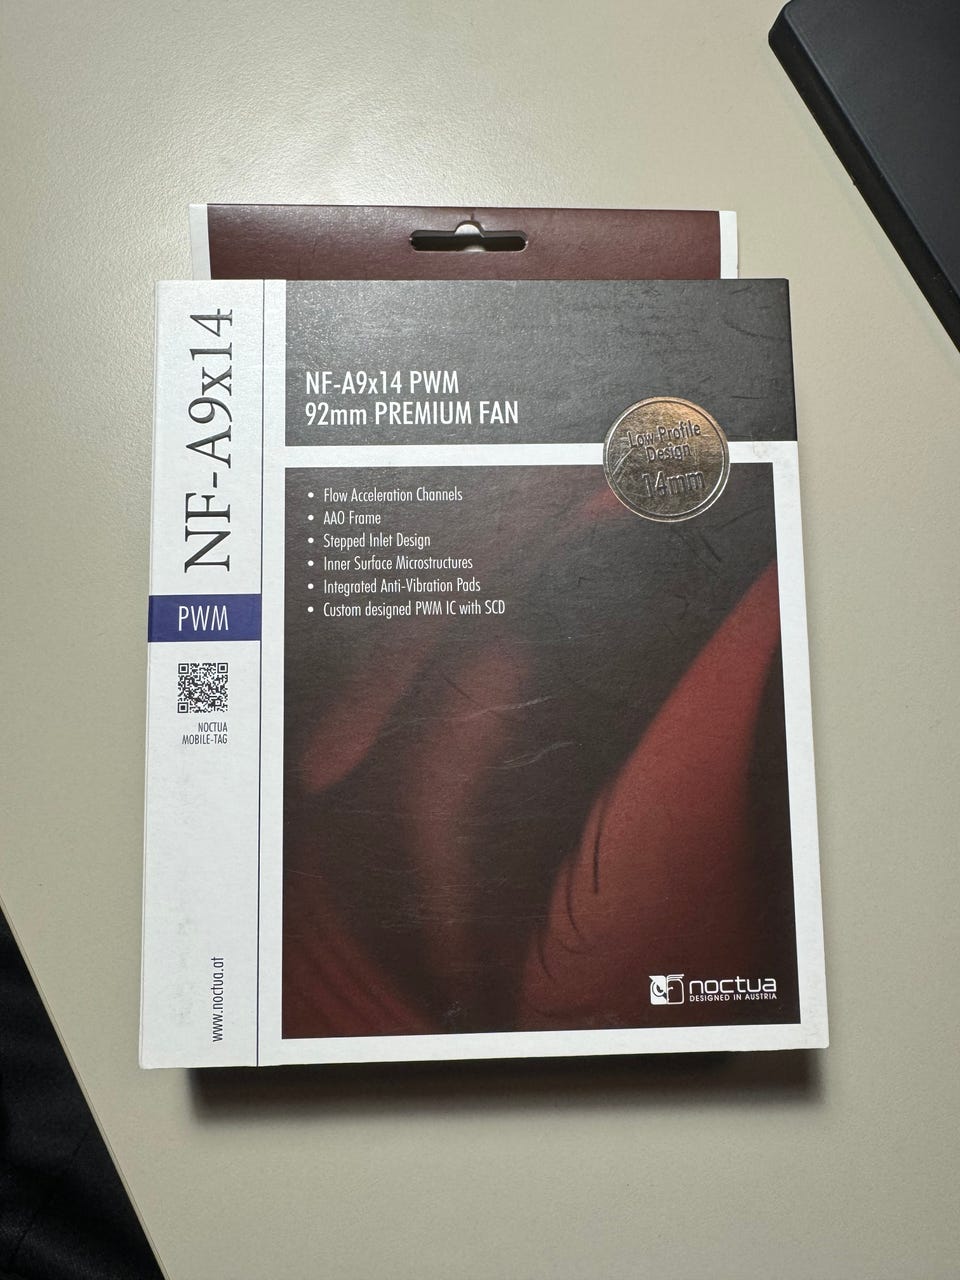 NF-A9x14
PWM
NOCTUA
MOBILE-TAG
www.noctua.at
NF-A9x14 PWM
92mm PREMIUM FAN
Low Profile
Design
14mm
• Flow Acceleration Channels
• AAO Frame
• Stepped Inlet Design
• Inner Surface Microstructures
• Integrated Anti-Vibration Pads
• Custom designed PWM IC with SCD
noctua
DESIGNED IN AUSTRIA